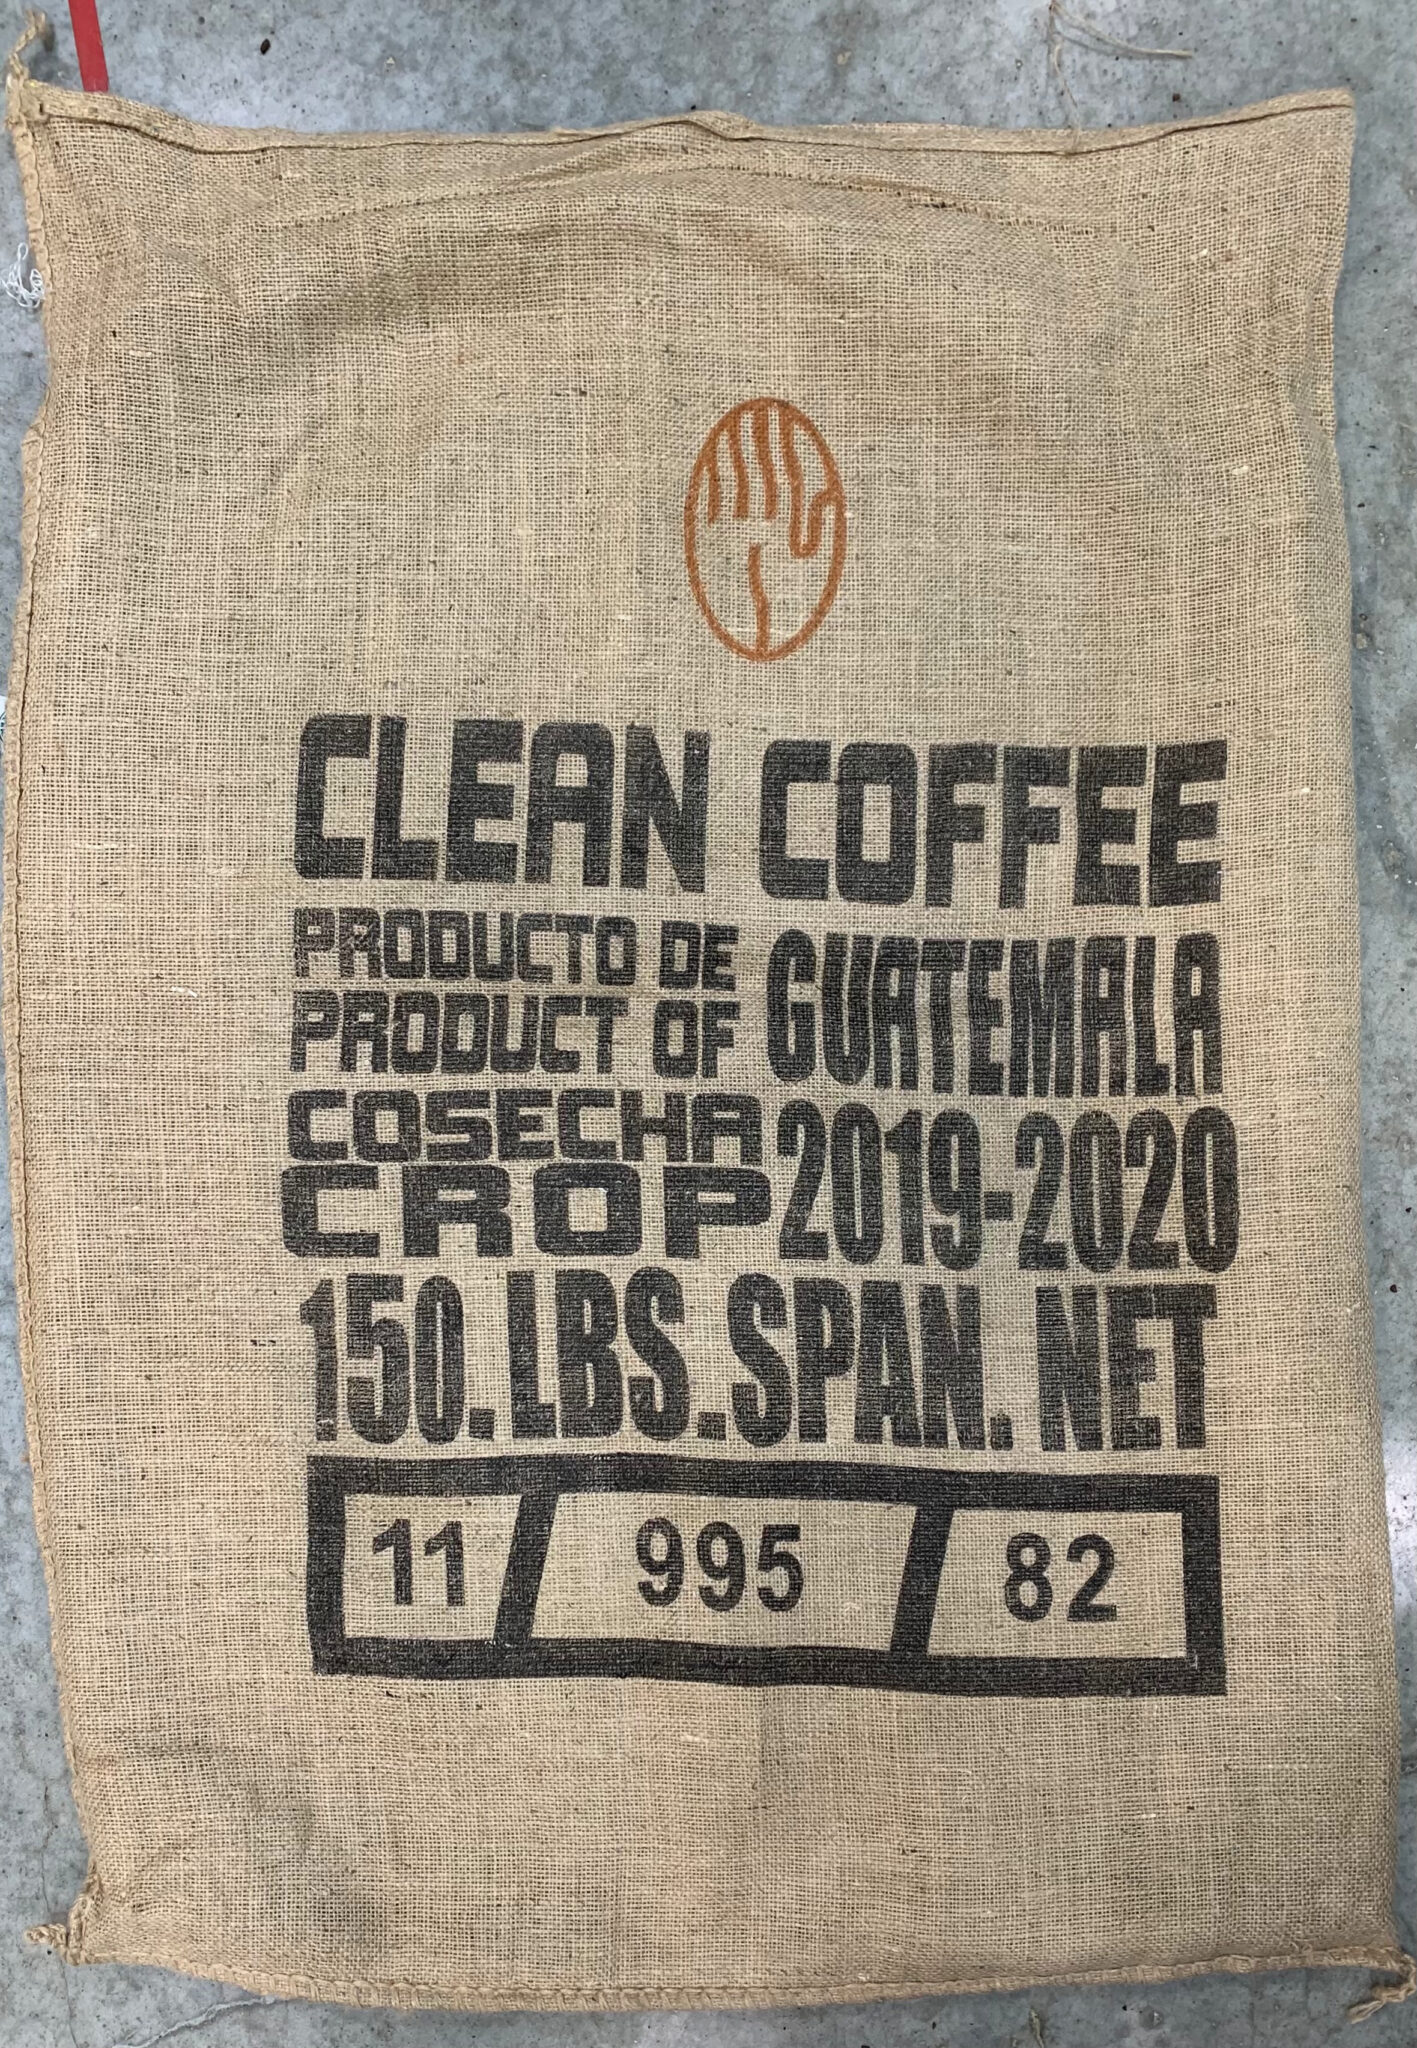 CLEAN COFFEE
PRODUCTO DE
PRODUCT OF GUATEMALA
COSECHA
CROP 2019-2020
150.LBS.SPAN. NET
11 995 82